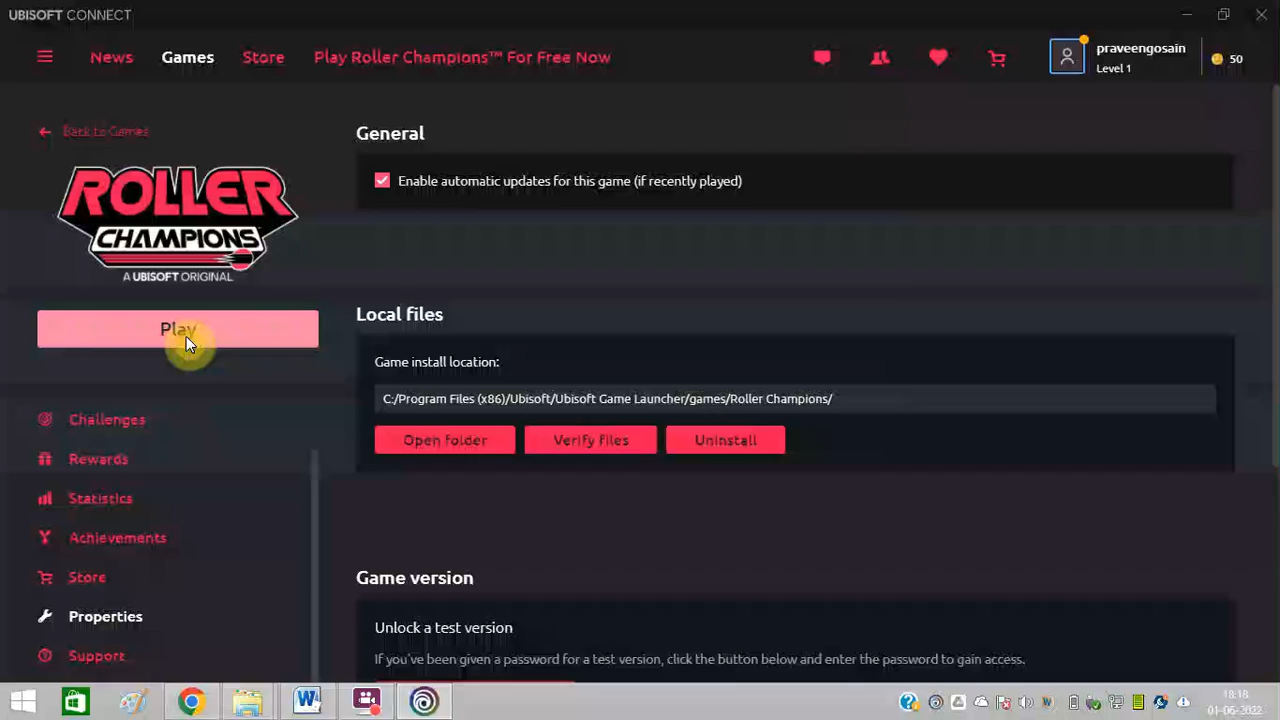 UBISOFT CONNECT
News Games Store Play Roller Champions™ For Free Now
praveengosain
Level 1
50
Back to Games
ROLLER
CHAMPIONS
A UBISOFT ORIGINAL
Play
Challenges
Rewards
Statistics
Achievements
Store
Properties
Support
General
Enable automatic updates for this game (if recently played)
Local files
Game install location:
C:/Program Files (x86)/Ubisoft/Ubisoft Game Launcher/games/Roller Champions/
Open folder Verify files Uninstall
Game version
Unlock a test version
If you've been given a password for a test version, click the button below and enter the password to gain access.
18:18
01-06-2022